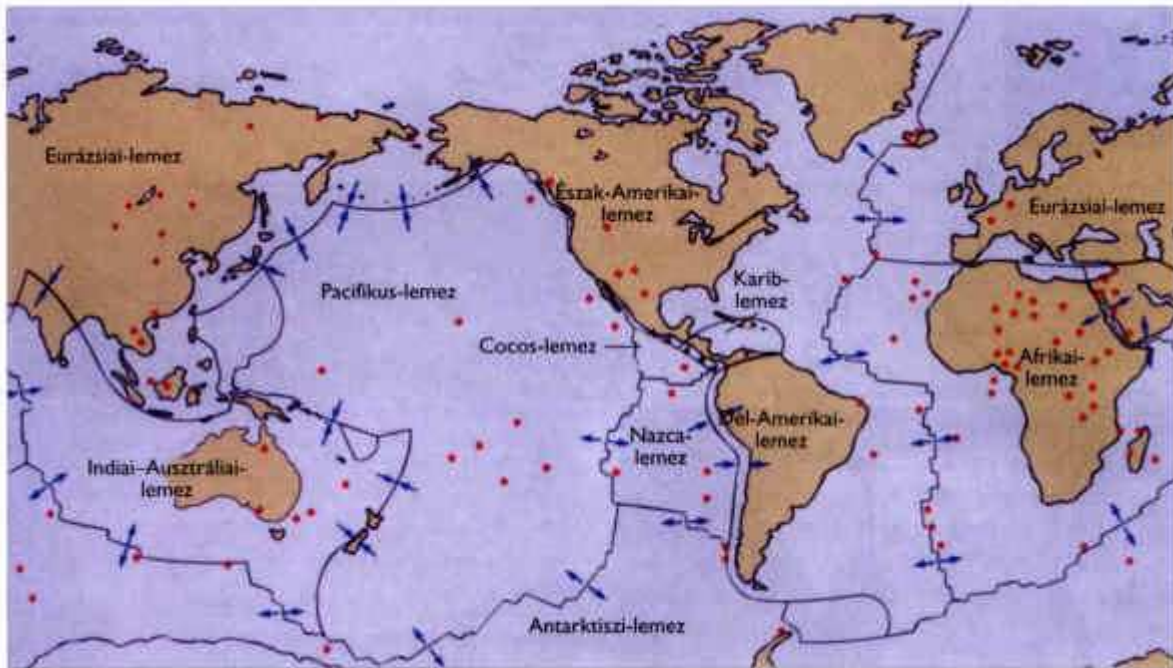 Eurázsiai-lemez
Észak-Amerikai-
lemez
Eurázsiai-lemez
Pacifikus-lemez
Karib-
lemez
Cocos-lemez
Afrikai-
lemez
Dél-Amerikai-
lemez
Nazca-
lemez
Indiai–Ausztráliai-
lemez
Antarktiszi-lemez